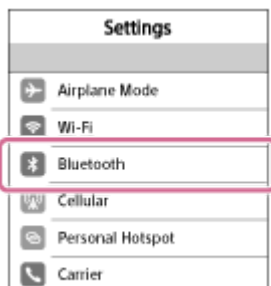 Settings
Airplane Mode
Wi-Fi
Bluetooth
Cellular
Personal Hotspot
Carrier